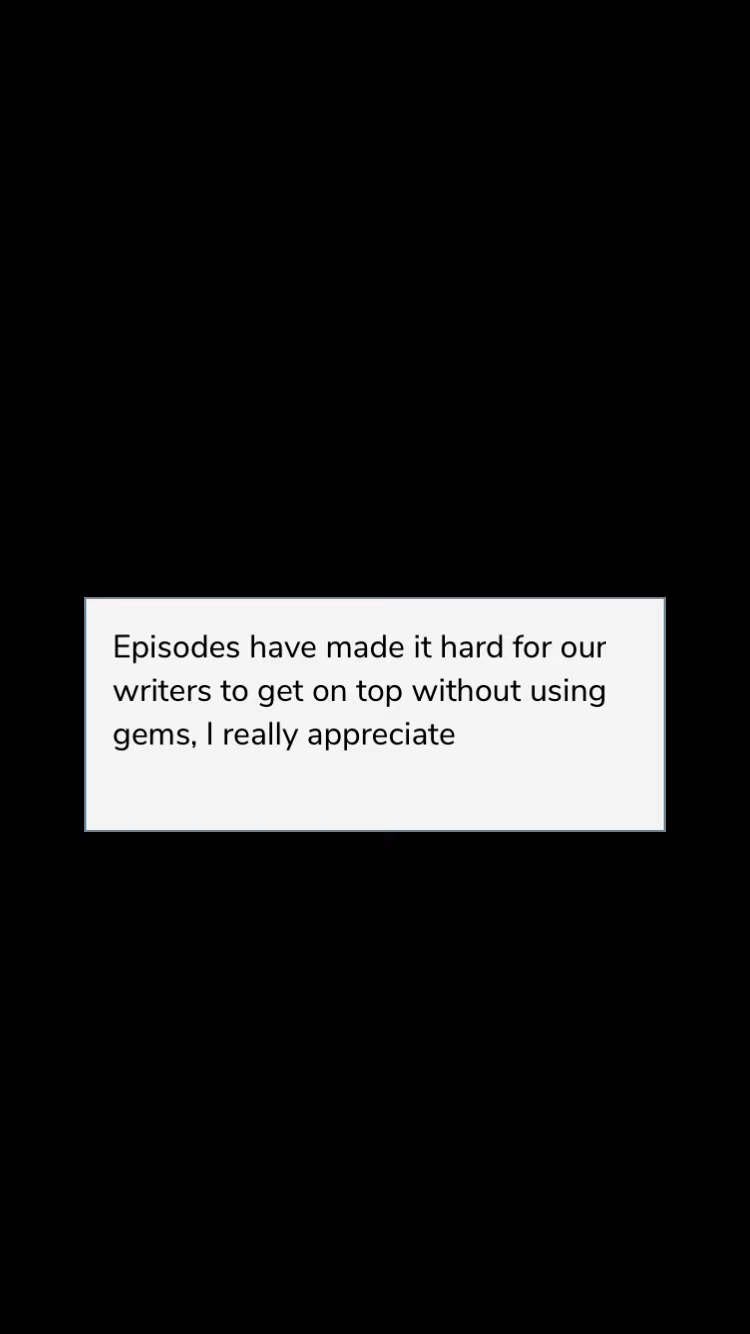 Episodes have made it hard for our
writers to get on top without using
gems, I really appreciate